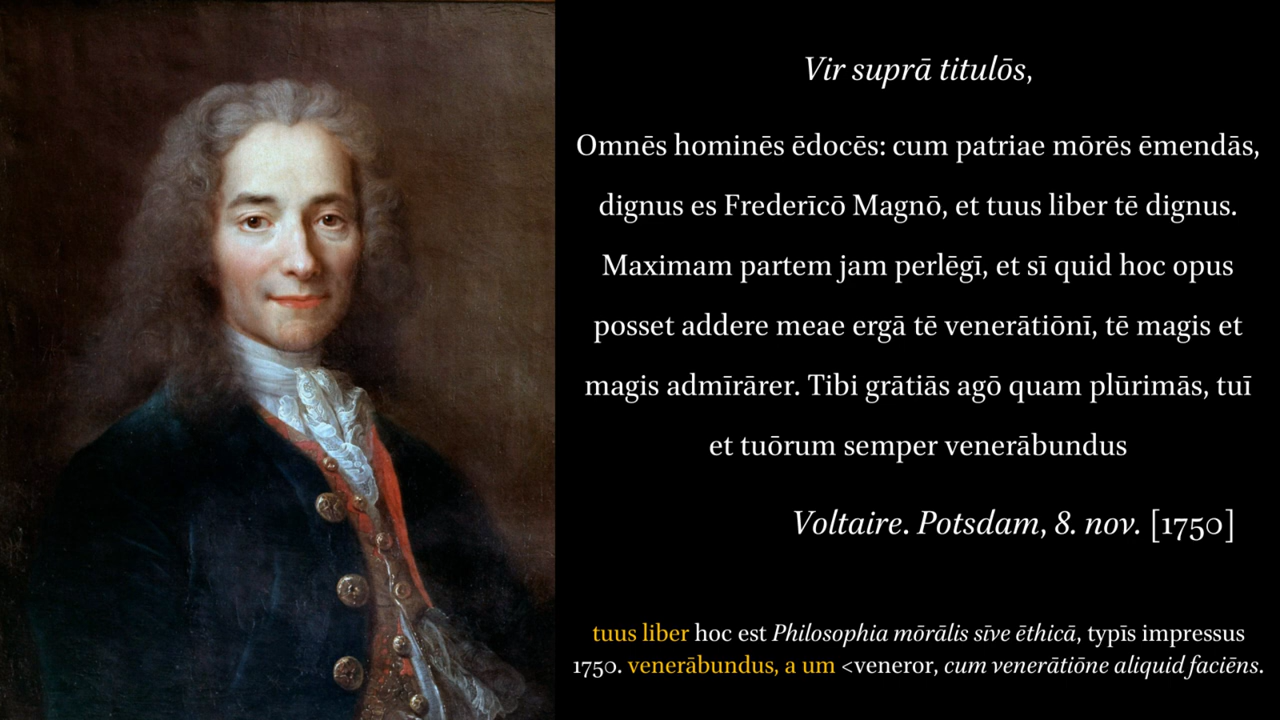 Vir suprā titulōs,
Omnēs hominēs ēdocēs: cum patriae mōrēs ēmendās,
dignus es Frederīcō Magnō, et tuus liber tē dignus.
Maximam partem jam perlēgī, et sī quid hoc opus
posset addere meae ergā tē venerātiōnī, tē magis et
magis admīrārer. Tibi grātiās agō quam plūrimās, tuī
et tuōrum semper venerābundus
Voltaire. Potsdam, 8. nov. [1750]
tuus liber hoc est Philosophia mōrālis sīve ēthicā, typīs impressus
1750. venerābundus, a um <veneror, cum venerātiōne aliquid faciēns.